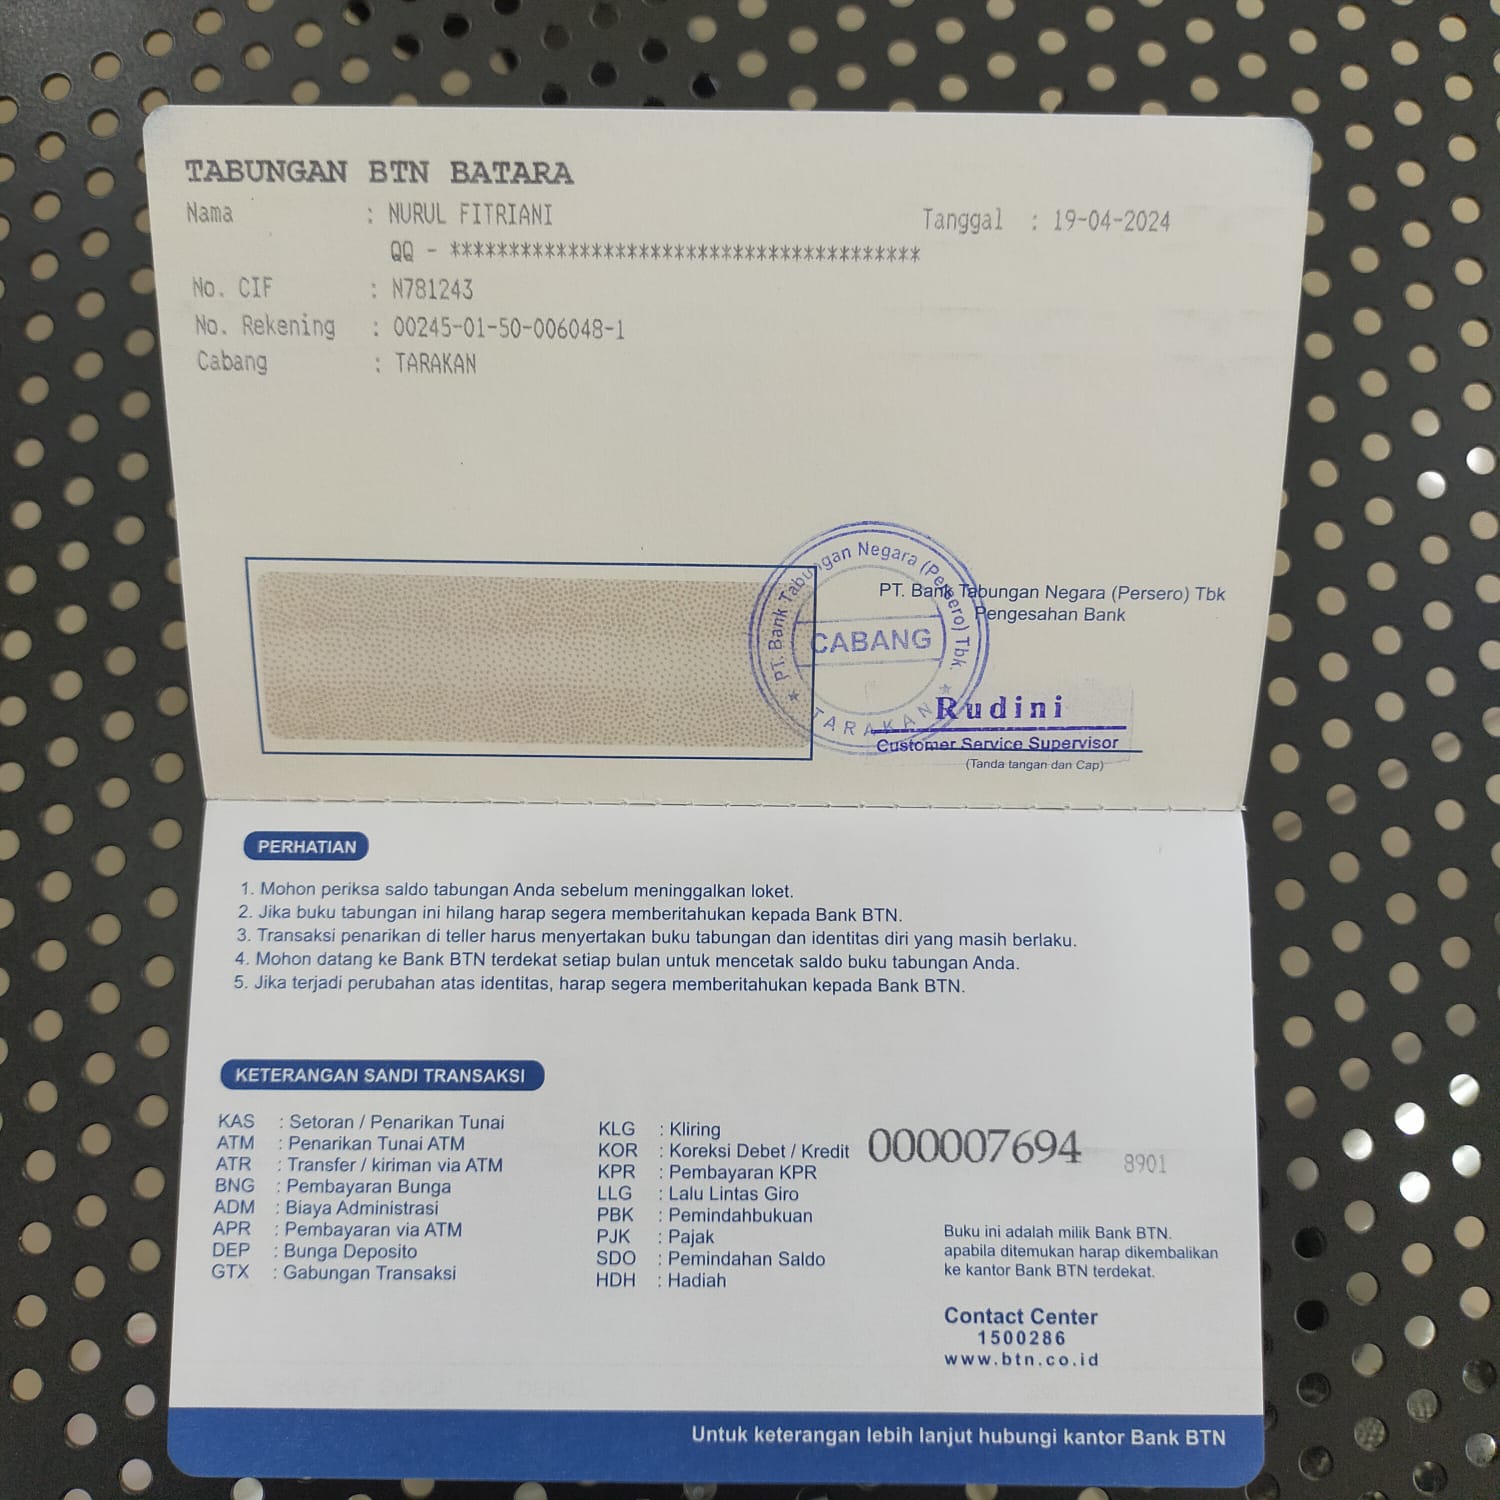 TABUNGAN BTN BATARA
Nama : NURUL FITRIANI
Tanggal : 19-04-2024
QQ - ****************************************
No. CIF : N781243
No. Rekening : 00245-01-50-006048-1
Cabang : TARAKAN
PT. Bank Tabungan Negara (Persero) Tbk
CABANG
TARAKAN
PT. Bank Tabungan Negara (Persero) Tbk
Pengesahan Bank
Rudini
Customer Service Supervisor
(Tanda tangan dan Cap)
PERHATIAN
1. Mohon periksa saldo tabungan Anda sebelum meninggalkan loket.
2. Jika buku tabungan ini hilang harap segera memberitahukan kepada Bank BTN.
3. Transaksi penarikan di teller harus menyertakan buku tabungan dan identitas diri yang masih berlaku.
4. Mohon datang ke Bank BTN terdekat setiap bulan untuk mencetak saldo buku tabungan Anda.
5. Jika terjadi perubahan atas identitas, harap segera memberitahukan kepada Bank BTN.
KETERANGAN SANDI TRANSAKSI
KAS : Setoran / Penarikan Tunai
ATM : Penarikan Tunai ATM
ATR : Transfer / kiriman via ATM
BNG : Pembayaran Bunga
ADM : Biaya Administrasi
APR : Pembayaran via ATM
DEP : Bunga Deposito
GTX : Gabungan Transaksi
KLG : Kliring
KOR : Koreksi Debet / Kredit
KPR : Pembayaran KPR
LLG : Lalu Lintas Giro
PBK : Pemindahbukuan
PJK : Pajak
SDO : Pemindahan Saldo
HDH : Hadiah
000007694 8901
Buku ini adalah milik Bank BTN.
apabila ditemukan harap dikembalikan
ke kantor Bank BTN terdekat.
Contact Center
1500286
www.btn.co.id
Untuk keterangan lebih lanjut hubungi kantor Bank BTN